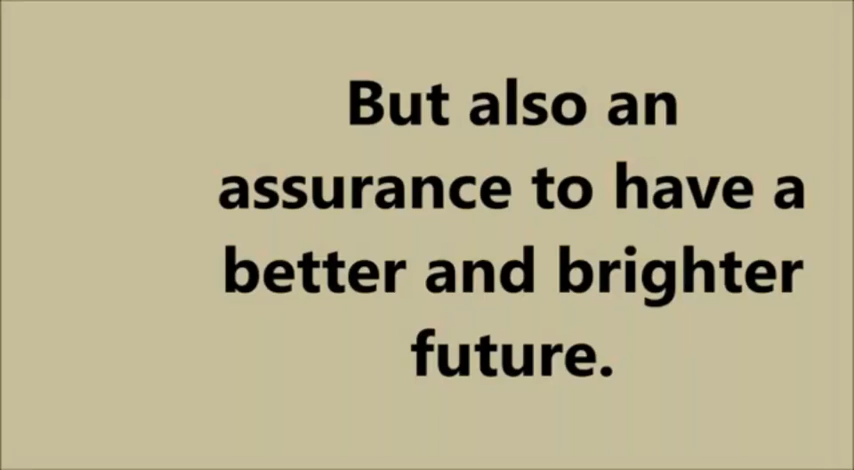 But also an
assurance to have a
better and brighter
future.